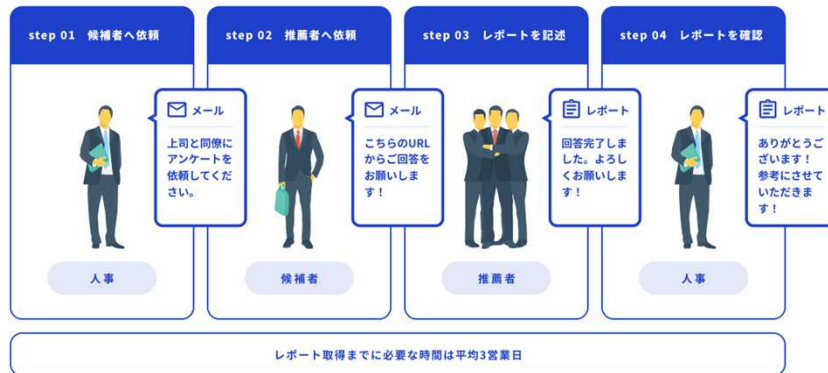 step 01 候補者へ依頼
step 02 推薦者へ依頼
step 03 レポートを記述
step 04 レポートを確認
メール
上司と同僚に
アンケートを
依頼してくだ
さい。
人事
メール
こちらのURL
からご回答を
お願いしま
す！
候補者
レポート
回答完了しま
した。よろし
くお願いしま
す！
推薦者
レポート
ありがとうご
ざいます！
参考にさせて
いただきま
す！
人事
レポート取得までに必要な時間は平均3営業日